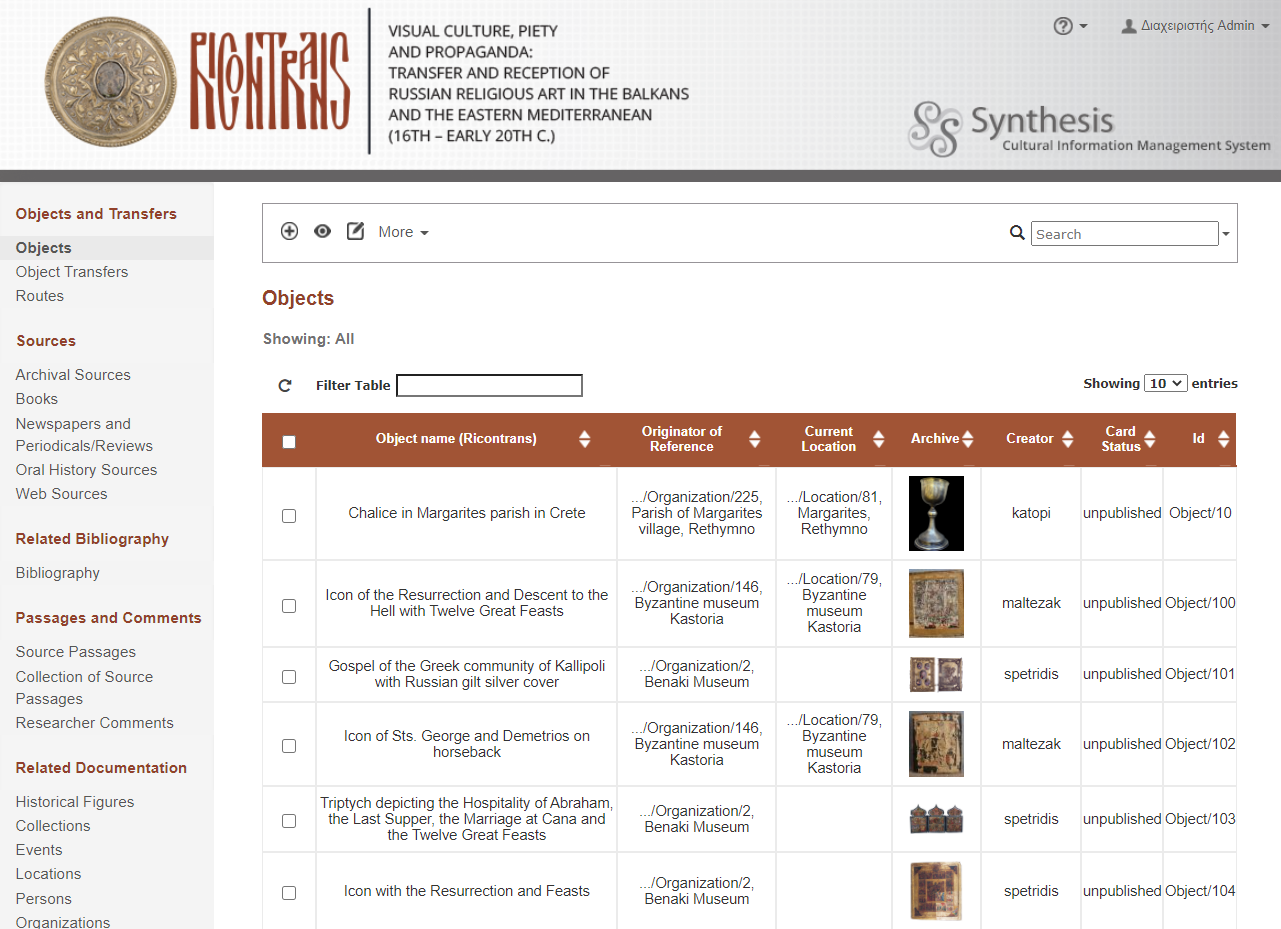 RICONTRANS
VISUAL CULTURE, PIETY
AND PROPAGANDA:
TRANSFER AND RECEPTION OF
RUSSIAN RELIGIOUS ART IN THE BALKANS
AND THE EASTERN MEDITERRANEAN
(16TH – EARLY 20TH C.)
?
Διαχειριστής Admin
Synthesis
Cultural Information Management System
Objects and Transfers
Objects
Object Transfers
Routes
Sources
Archival Sources
Books
Newspapers and
Periodicals/Reviews
Oral History Sources
Web Sources
Related Bibliography
Bibliography
Passages and Comments
Source Passages
Collection of Source
Passages
Researcher Comments
Related Documentation
Historical Figures
Collections
Events
Locations
Persons
Organizations
More
Search
Objects
Showing: All
Filter Table
Showing 10 entries
Object name (Ricontrans)
Originator of
Reference
Current
Location
Archive
Creator
Card
Status
Id
Chalice in Margarites parish in Crete
.../Organization/225,
Parish of Margarites
village, Rethymno
.../Location/81,
Margarites,
Rethymno
katopi
unpublished
Object/10
Icon of the Resurrection and Descent to the
Hell with Twelve Great Feasts
.../Organization/146,
Byzantine museum
Kastoria
.../Location/79,
Byzantine
museum
Kastoria
maltezak
unpublished
Object/100
Gospel of the Greek community of Kallipoli
with Russian gilt silver cover
.../Organization/2,
Benaki Museum
spetridis
unpublished
Object/101
Icon of Sts. George and Demetrios on
horseback
.../Organization/146,
Byzantine museum
Kastoria
.../Location/79,
Byzantine
museum
Kastoria
maltezak
unpublished
Object/102
Triptych depicting the Hospitality of Abraham,
the Last Supper, the Marriage at Cana and
the Twelve Great Feasts
.../Organization/2,
Benaki Museum
spetridis
unpublished
Object/103
Icon with the Resurrection and Feasts
.../Organization/2,
Benaki Museum
spetridis
unpublished
Object/104